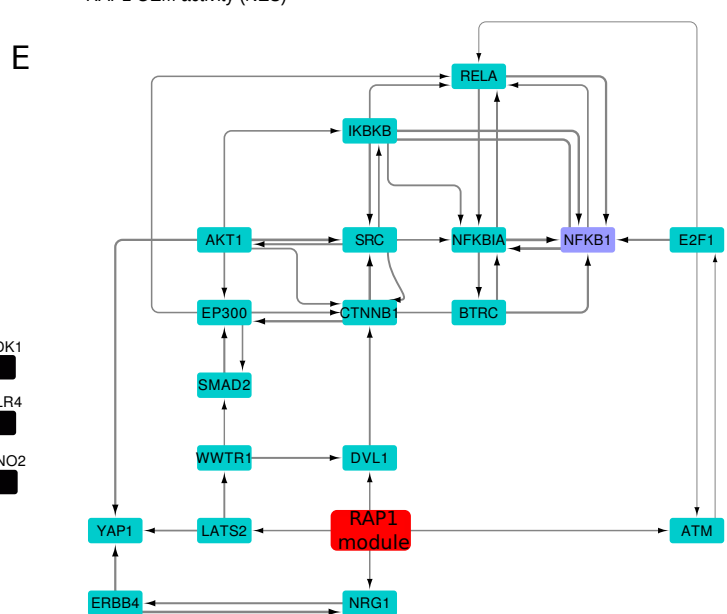 E
RELA
IKBKB
AKT1
SRC
NFKBIA
NFKB1
E2F1
EP300
CTNNB1
BTRC
SMAD2
WWTR1
DVL1
YAP1
LATS2
RAP1
module
ATM
ERBB4
NRG1